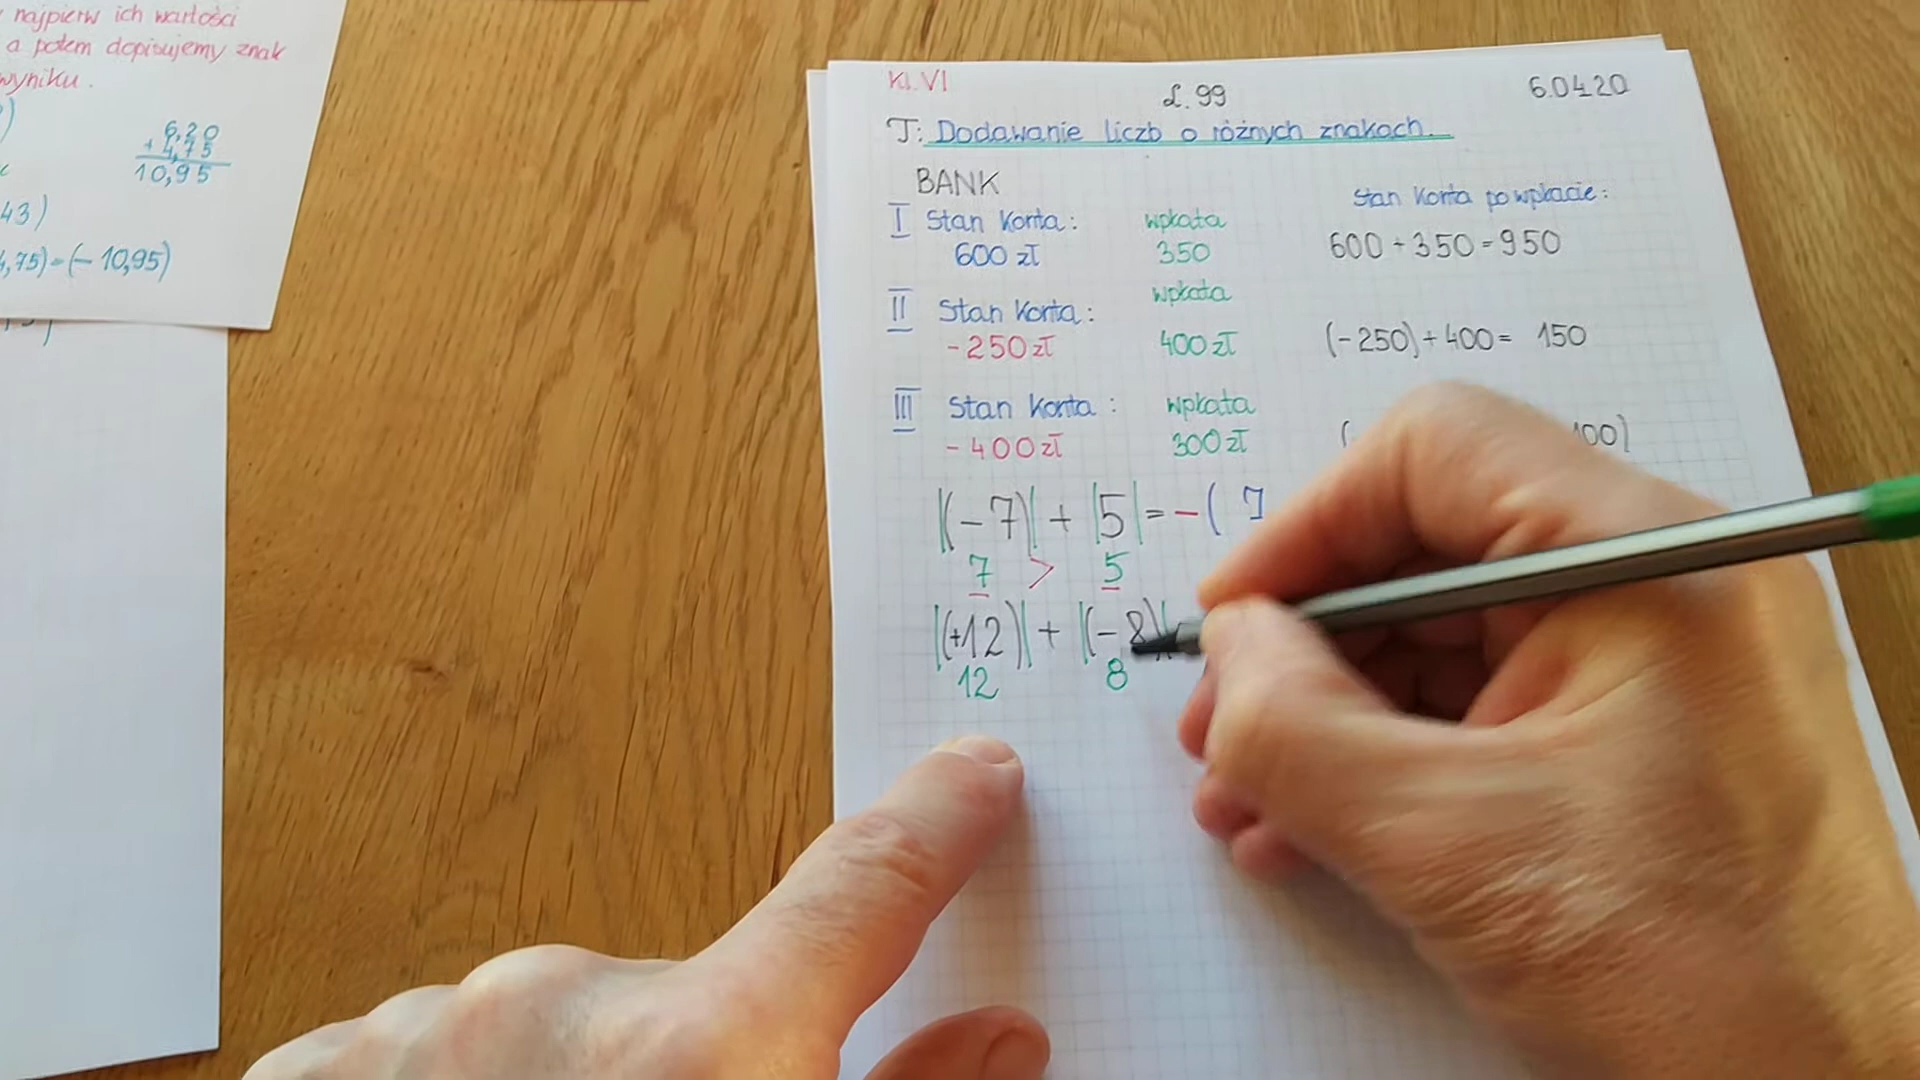 najpierw ich wartości
a potem dopisujemy znak
wyniku.
6,20
+ 4,75
10,95
43)
4,75)=(- 10,95)
Kl.VI
L.99
6.04.20
T: Dodawanie liczb o różnych znakach.
BANK
Stan Konta po wpłacie:
I Stan Konta: wpłata
600 zł 350 600 + 350 = 950
II Stan Konta: wpłata
- 250 zł 400 zł (- 250) + 400 = 150
III Stan Konta: wpłata
- 400 zł 300 zł ( 100)
|(- 7)| + |5| = - ( 7
7 > 5
|(+12)| + |(- 8)|
12 8